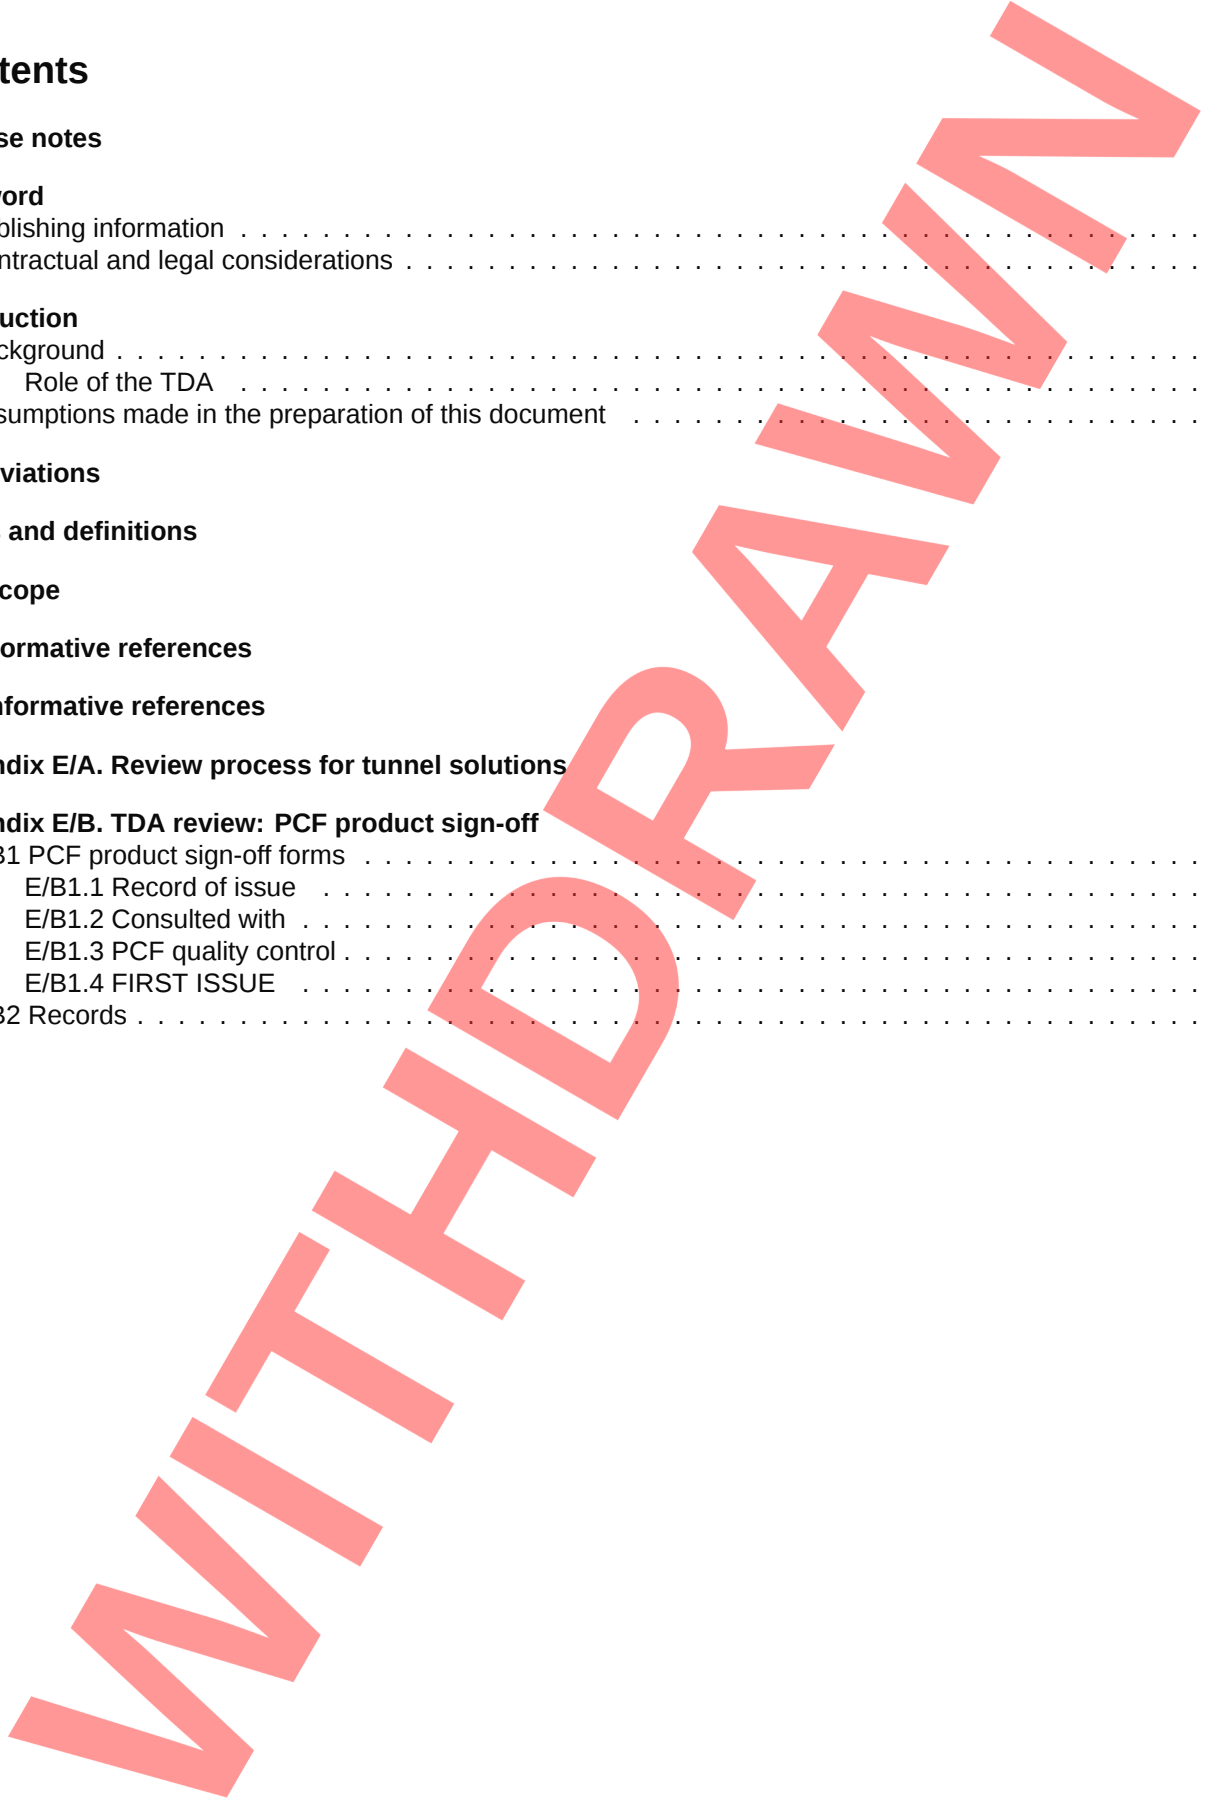 tents
se notes
word
blishing information . . . . . . . . . . . . . . . . . . . . . . . . . . . . . . . . . . . . . . . . . . . . . . .
ntractual and legal considerations . . . . . . . . . . . . . . . . . . . . . . . . . . . . . . . . . . . . . . .
uction
ckground . . . . . . . . . . . . . . . . . . . . . . . . . . . . . . . . . . . . . . . . . . . . . . . . . . . . .
Role of the TDA . . . . . . . . . . . . . . . . . . . . . . . . . . . . . . . . . . . . . . . . . . . . . . .
sumptions made in the preparation of this document . . . . . . . . . . . . . . . . . . . . . . . . . . . .
viations
s and definitions
cope
ormative references
nformative references
ndix E/A. Review process for tunnel solutions
ndix E/B. TDA review: PCF product sign-off
B1 PCF product sign-off forms . . . . . . . . . . . . . . . . . . . . . . . . . . . . . . . . . . . . . . . . .
E/B1.1 Record of issue . . . . . . . . . . . . . . . . . . . . . . . . . . . . . . . . . . . . . . . . . . .
E/B1.2 Consulted with . . . . . . . . . . . . . . . . . . . . . . . . . . . . . . . . . . . . . . . . . . . .
E/B1.3 PCF quality control . . . . . . . . . . . . . . . . . . . . . . . . . . . . . . . . . . . . . . . . . .
E/B1.4 FIRST ISSUE . . . . . . . . . . . . . . . . . . . . . . . . . . . . . . . . . . . . . . . . . . . .
B2 Records . . . . . . . . . . . . . . . . . . . . . . . . . . . . . . . . . . . . . . . . . . . . . . . . . . . .
WITHDRAWN